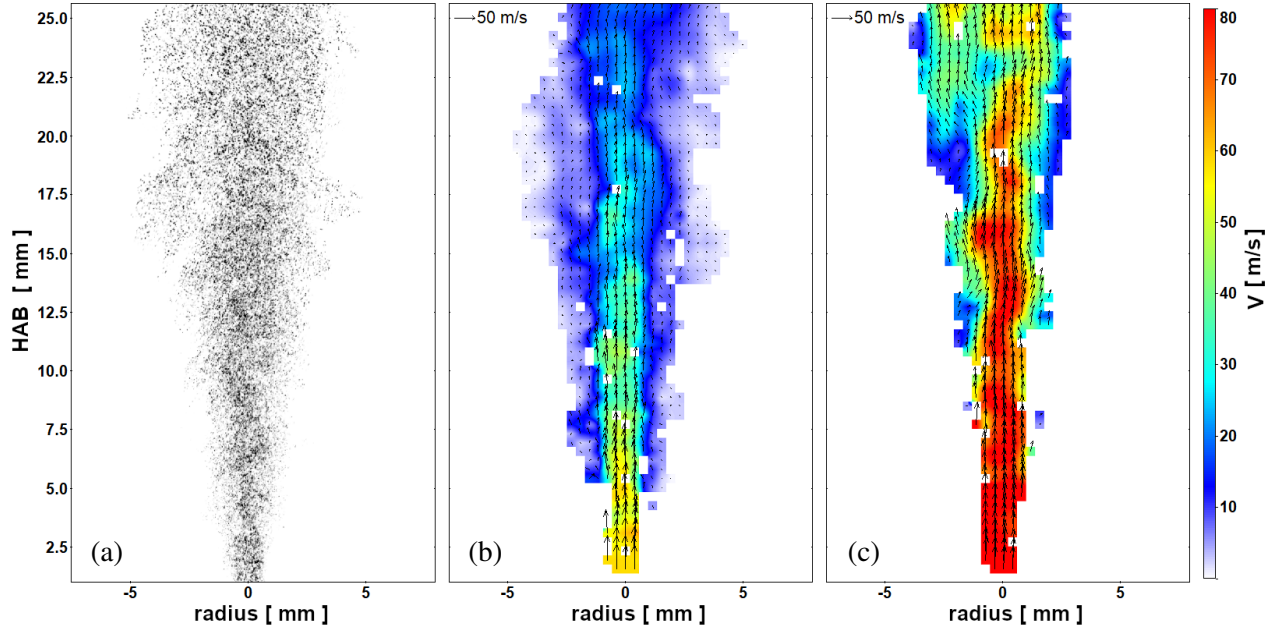 HAB [ mm ]
25.0
22.5
20.0
17.5
15.0
12.5
10.0
7.5
5.0
2.5
(a)
-5 0 5
radius [ mm ]
50 m/s
(b)
-5 0 5
radius [ mm ]
50 m/s
(c)
-5 0 5
radius [ mm ]
80
70
60
50
40
30
20
10
V [ m/s ]